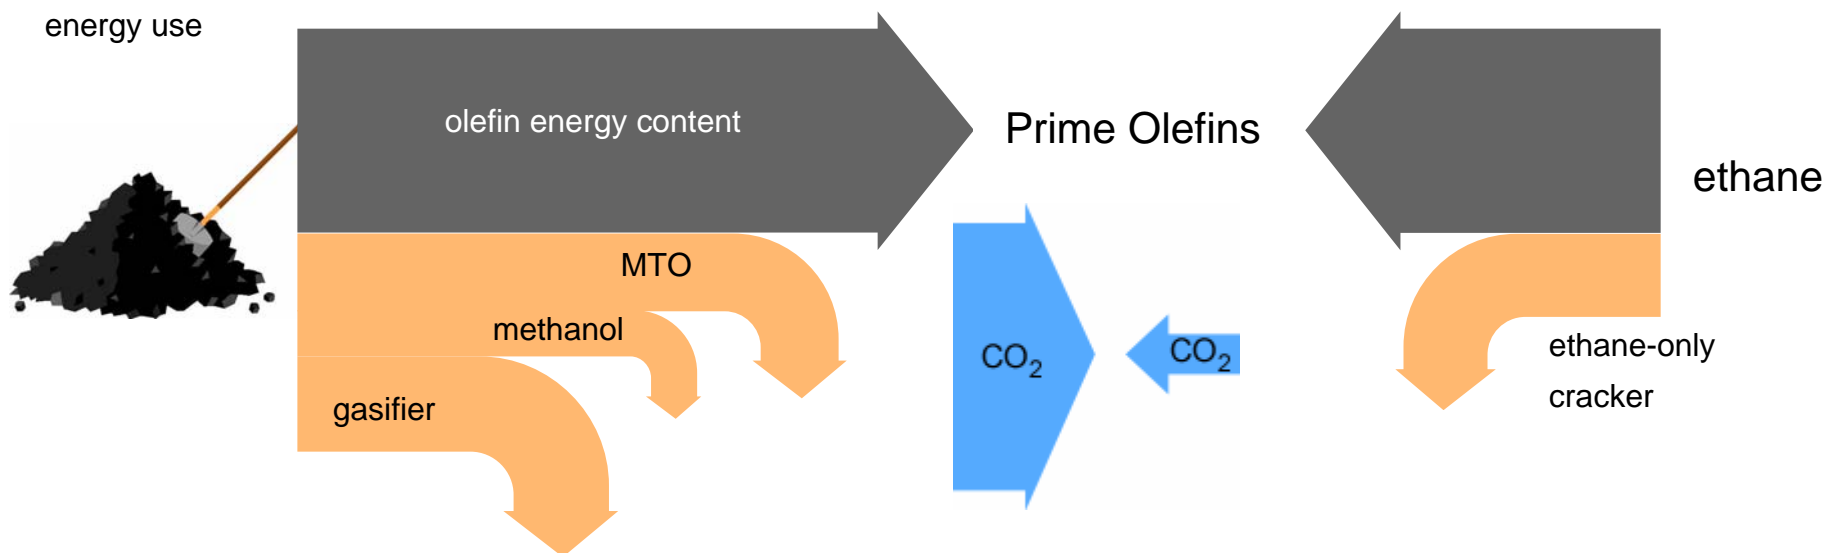 energy use
olefin energy content
Prime Olefins
ethane
MTO
methanol
gasifier
CO₂
CO₂
ethane-only
cracker